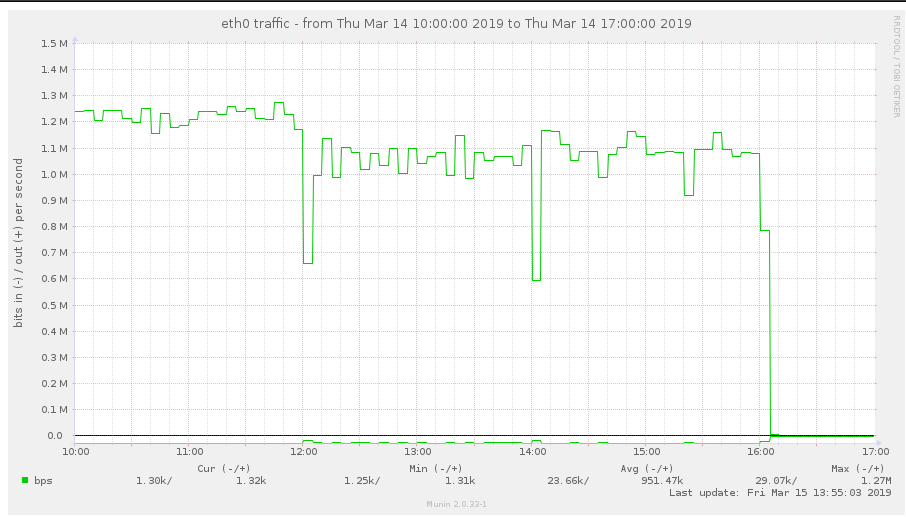 eth0 traffic - from Thu Mar 14 10:00:00 2019 to Thu Mar 14 17:00:00 2019
RRDTOOL / TOBI OETIKER
bits in (-) / out (+) per second
1.5 M
1.4 M
1.3 M
1.2 M
1.1 M
1.0 M
0.9 M
0.8 M
0.7 M
0.6 M
0.5 M
0.4 M
0.3 M
0.2 M
0.1 M
0.0
10:00 11:00 12:00 13:00 14:00 15:00 16:00 17:00
Cur (-/+) Min (-/+) Avg (-/+) Max (-/+)
bps 1.30k/ 1.32k 1.25k/ 1.31k 23.66k/ 951.47k 29.07k/ 1.27M
Last update: Fri Mar 15 13:55:03 2019
Munin 2.0.33-1